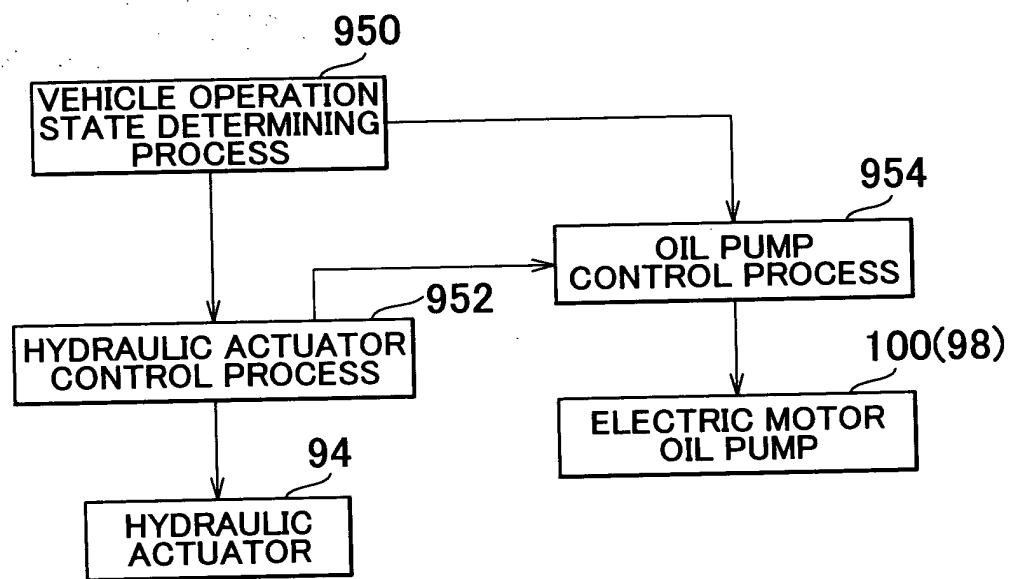 950
VEHICLE OPERATION
STATE DETERMINING
PROCESS
954
OIL PUMP
CONTROL PROCESS
952
HYDRAULIC ACTUATOR
CONTROL PROCESS
100(98)
ELECTRIC MOTOR
OIL PUMP
94
HYDRAULIC
ACTUATOR